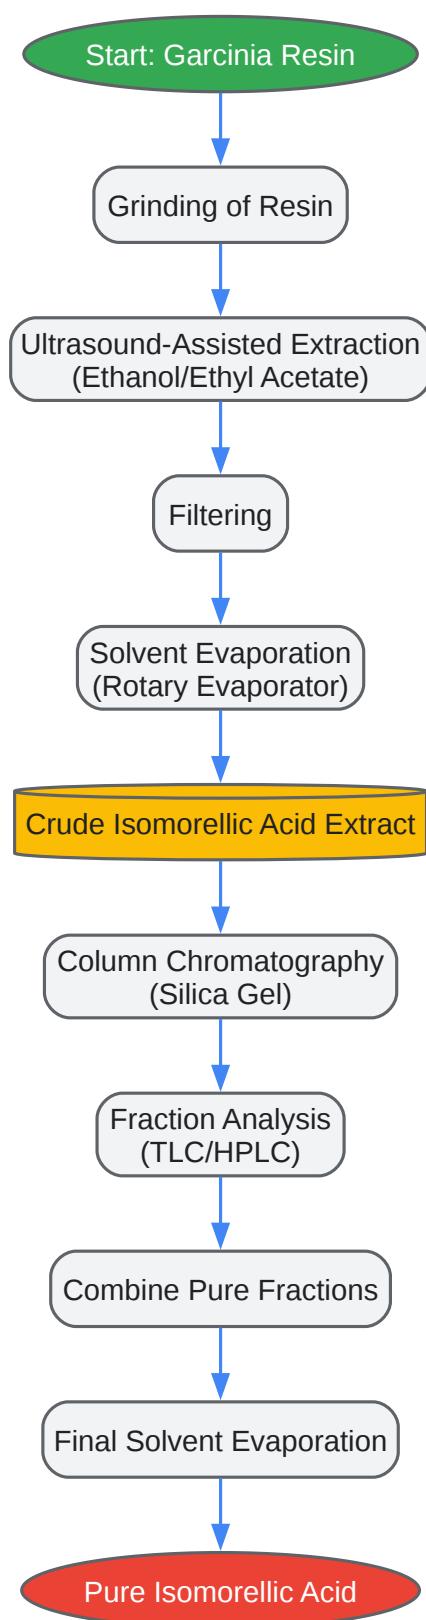 Start: Garcinia Resin
Grinding of Resin
Ultrasound-Assisted Extraction
(Ethanol/Ethyl Acetate)
Filtering
Solvent Evaporation
(Rotary Evaporator)
Crude Isomorellic Acid Extract
Column Chromatography
(Silica Gel)
Fraction Analysis
(TLC/HPLC)
Combine Pure Fractions
Final Solvent Evaporation
Pure Isomorellic Acid